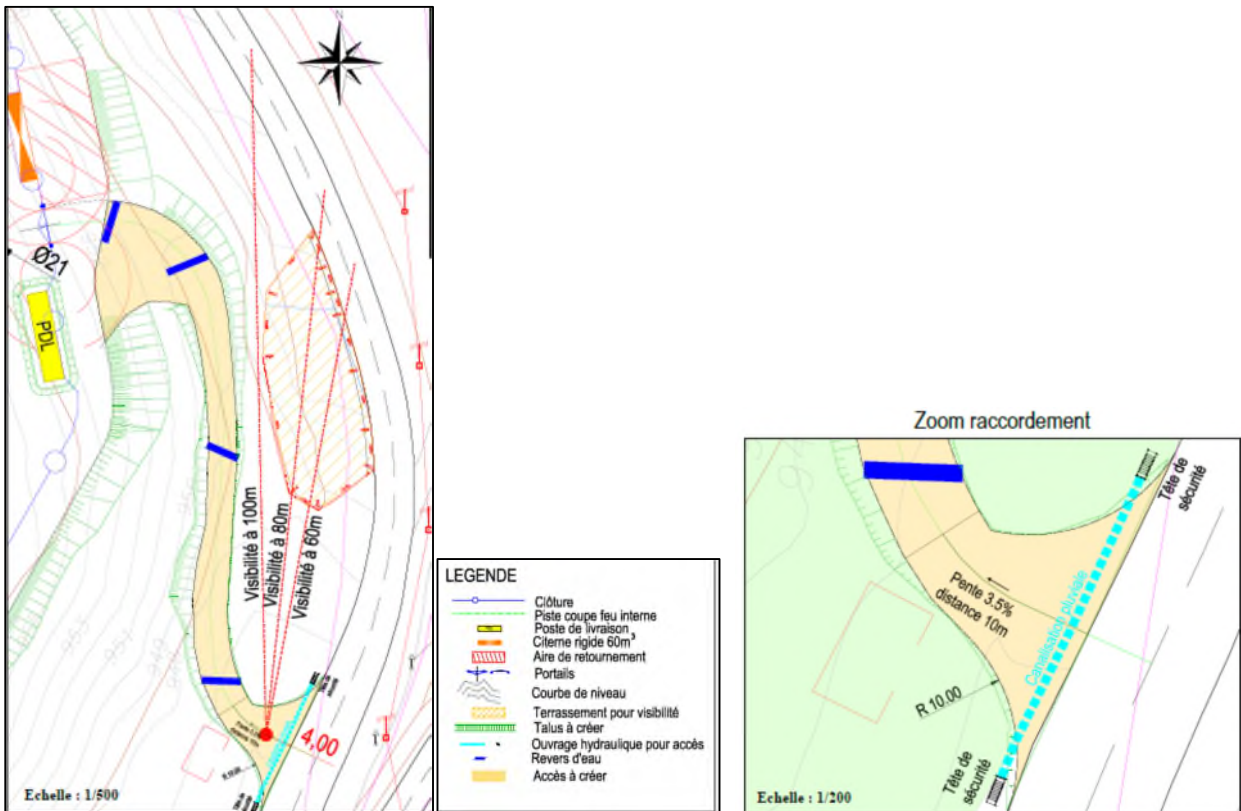 N
Ø21
PDL
Visibilité à 100m
Visibilité à 80m
Visibilité à 60m
4,00
R 10.00
Echelle : 1/500
LEGENDE
Clôture
Piste coupe feu interne
Poste de livraison
Citerne rigide 60m³
Aire de retournement
Portails
Courbe de niveau
Terrassement pour visibilité
Talus à créer
Ouvrage hydraulique pour accès
Revers d'eau
Accès à créer
Zoom raccordement
Tête de
sécurité
Pente 3.5%
distance 10m
Canalisation pluviale
R 10.00
Tête de
sécurité
Echelle : 1/200